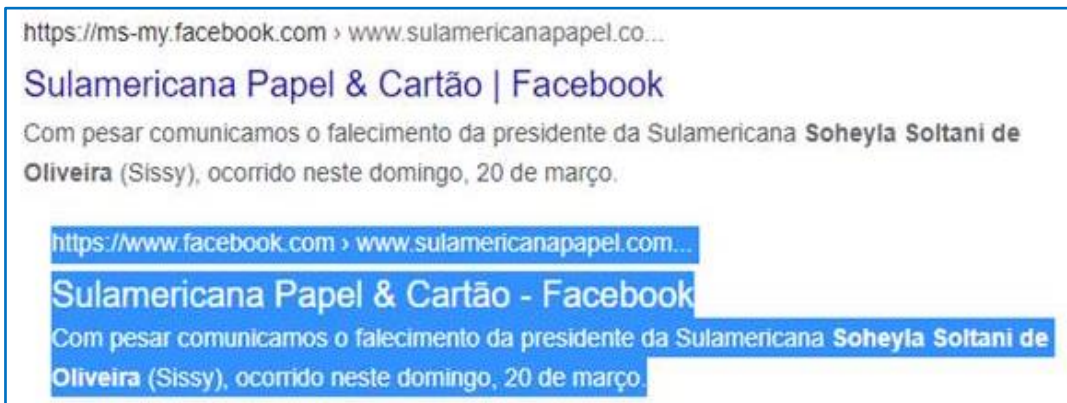 https://ms-my.facebook.com › www.sulamericanapapel.co...
Sulamericana Papel & Cartão | Facebook
Com pesar comunicamos o falecimento da presidente da Sulamericana Soheyla Soltani de
Oliveira (Sissy), ocorrido neste domingo, 20 de março.
https://www.facebook.com › www.sulamericanapapel.com...
Sulamericana Papel & Cartão - Facebook
Com pesar comunicamos o falecimento da presidente da Sulamericana Soheyla Soltani de
Oliveira (Sissy), ocorrido neste domingo, 20 de março.